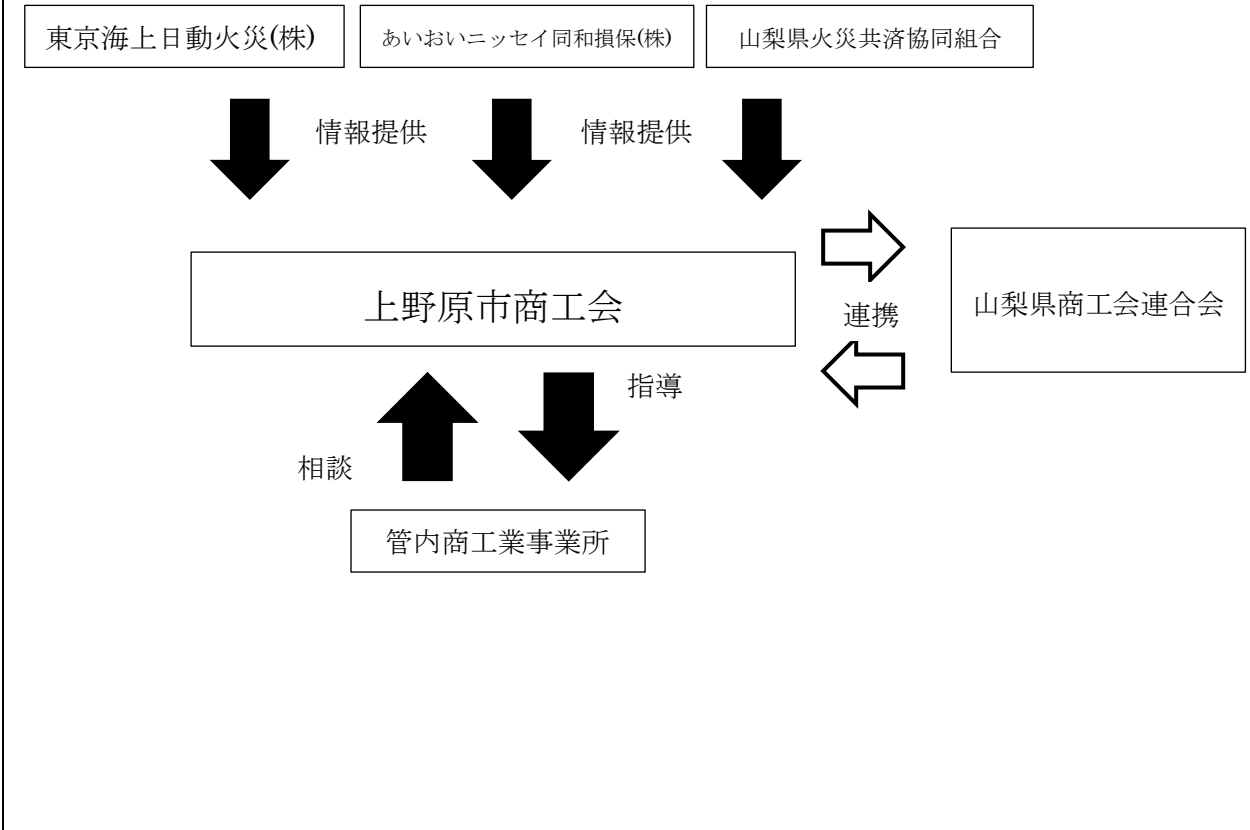 東京海上日動火災(株)
あいおいニッセイ同和損保(株)
山梨県火災共済協同組合
情報提供
情報提供
上野原市商工会
連携
山梨県商工会連合会
指導
相談
管内商工業事業所